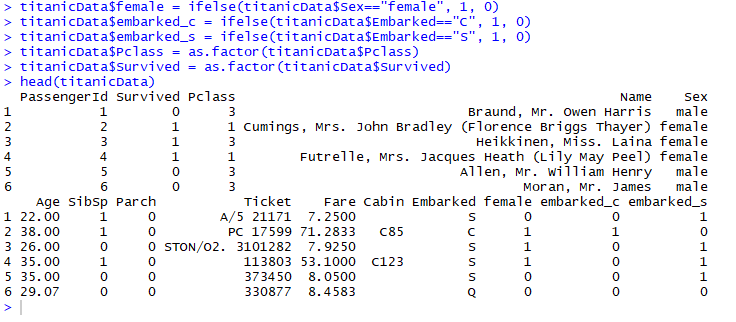 > titanicData$female = ifelse(titanicData$Sex=="female", 1, 0)
> titanicData$embarked_c = ifelse(titanicData$Embarked=="C", 1, 0)
> titanicData$embarked_s = ifelse(titanicData$Embarked=="S", 1, 0)
> titanicData$Pclass = as.factor(titanicData$Pclass)
> titanicData$Survived = as.factor(titanicData$Survived)
> head(titanicData)
  PassengerId Survived Pclass                                                Name    Sex
1           1        0      3                             Braund, Mr. Owen Harris   male
2           2        1      1 Cumings, Mrs. John Bradley (Florence Briggs Thayer) female
3           3        1      3                              Heikkinen, Miss. Laina female
4           4        1      1        Futrelle, Mrs. Jacques Heath (Lily May Peel) female
5           5        0      3                            Allen, Mr. William Henry   male
6           6        0      3                                    Moran, Mr. James   male
    Age SibSp Parch           Ticket    Fare Cabin Embarked female embarked_c embarked_s
1 22.00     1     0        A/5 21171  7.2500              S      0          0          1
2 38.00     1     0         PC 17599 71.2833   C85        C      1          1          0
3 26.00     0     0 STON/O2. 3101282  7.9250              S      1          0          1
4 35.00     1     0           113803 53.1000  C123        S      1          0          1
5 35.00     0     0           373450  8.0500              S      0          0          1
6 29.07     0     0           330877  8.4583              Q      0          0          0
>